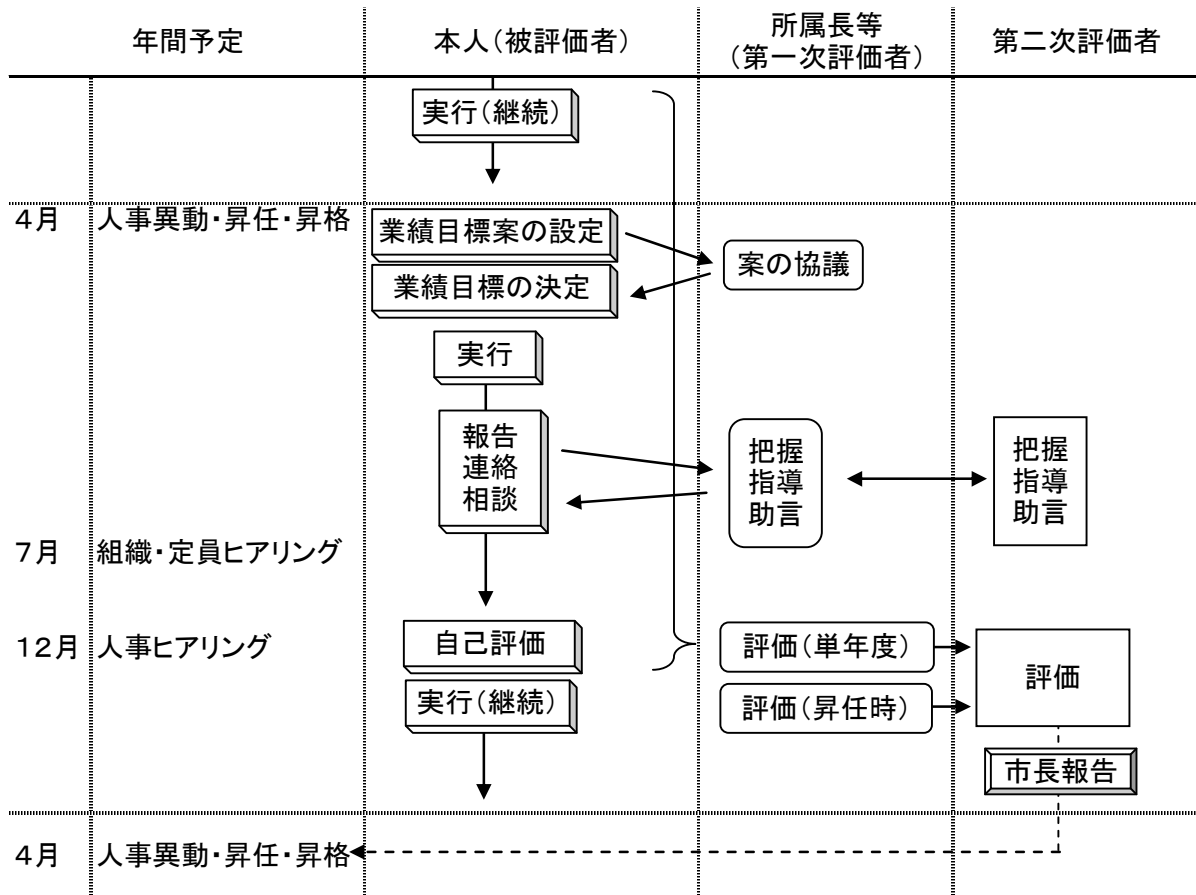 年間予定
本人（被評価者）
所属長等
（第一次評価者）
第二次評価者
実行（継続）
４月 人事異動・昇任・昇格
業績目標案の設定
案の協議
業績目標の決定
実行
報告
連絡
相談
把握
指導
助言
把握
指導
助言
７月 組織・定員ヒアリング
１２月 人事ヒアリング
自己評価
評価（単年度）
評価
実行（継続）
評価（昇任時）
市長報告
４月 人事異動・昇任・昇格